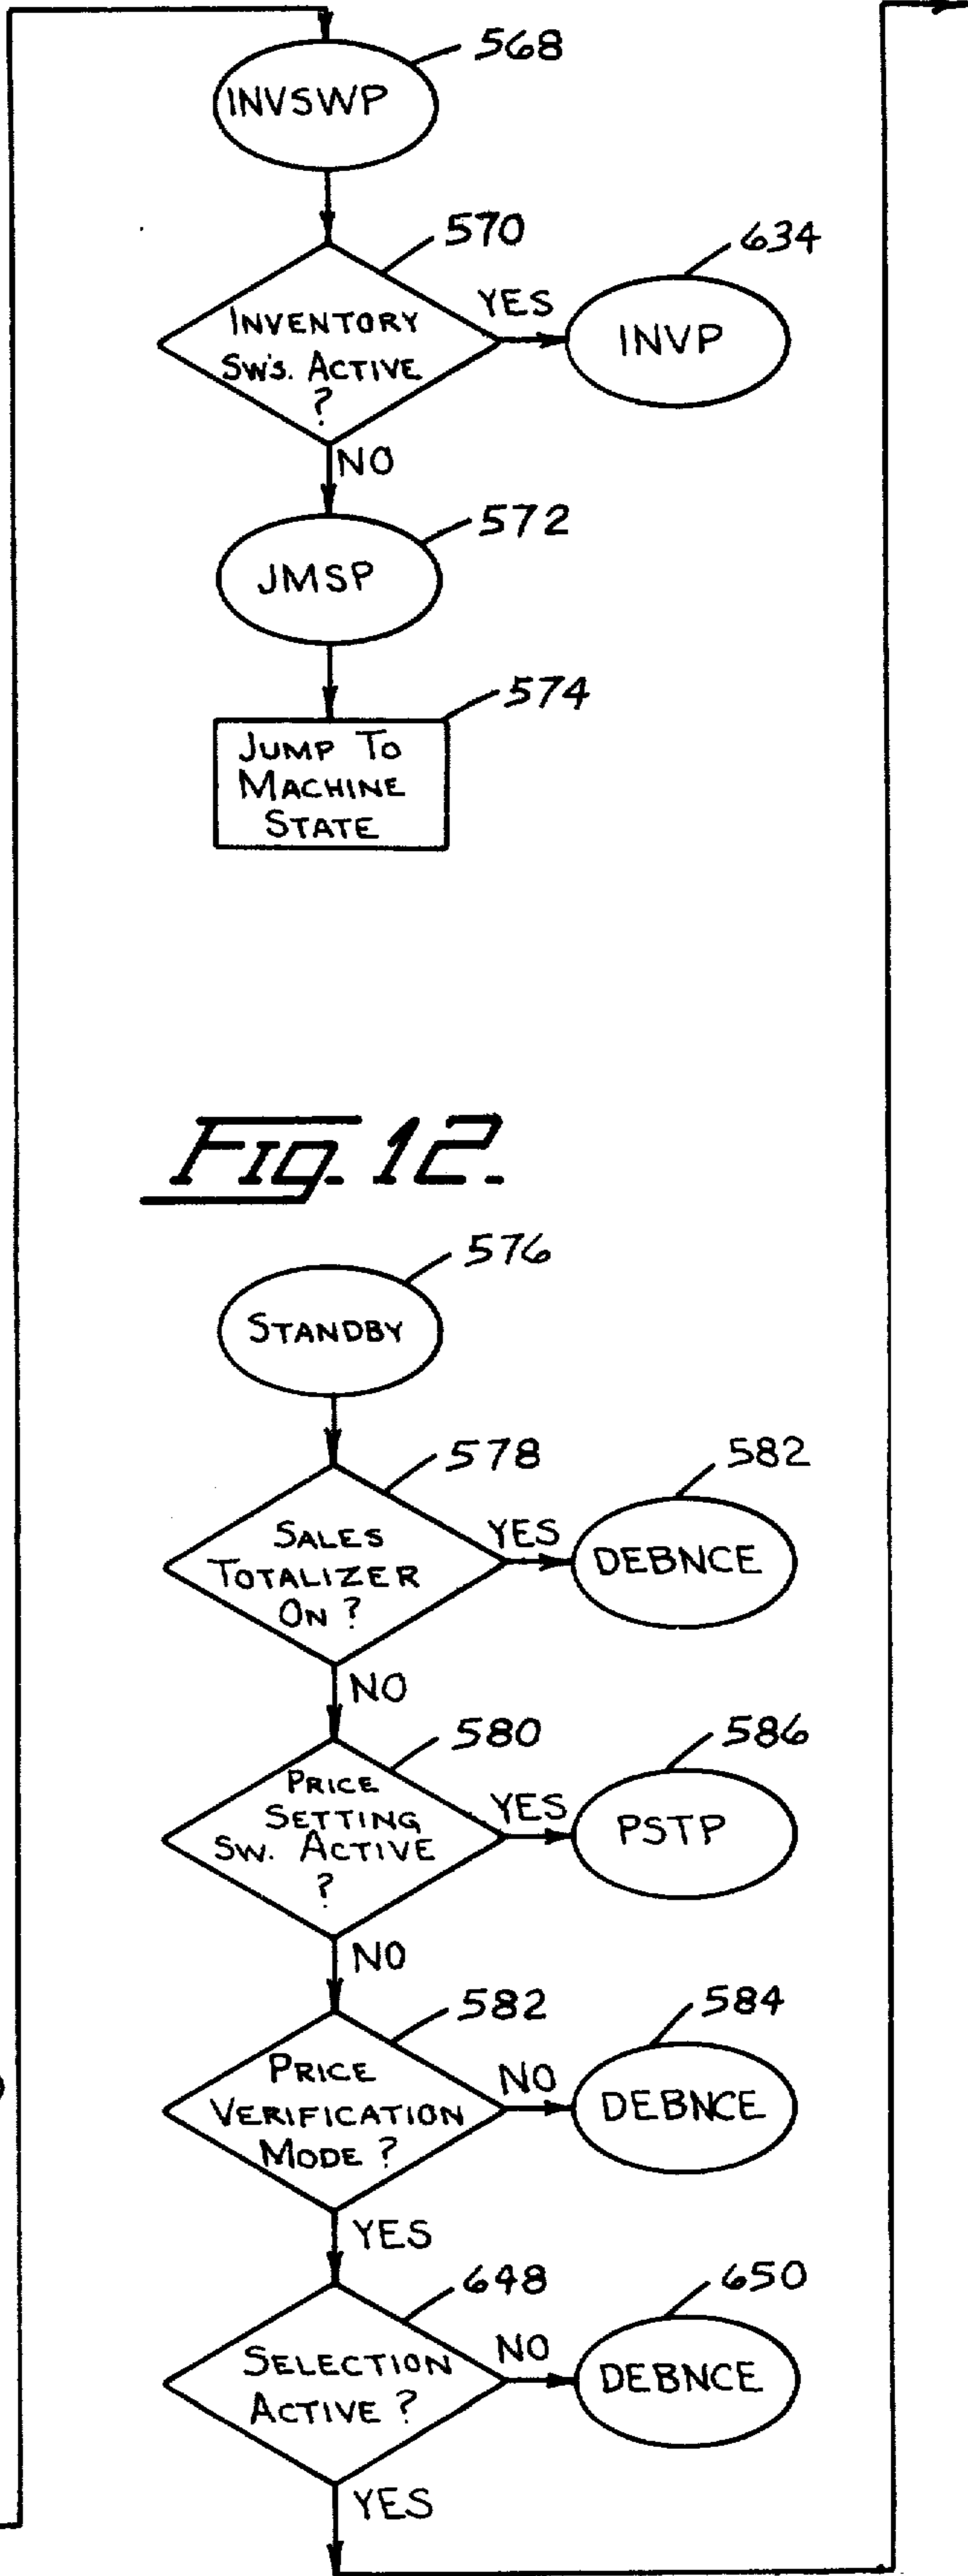 568
INVSWP
570
634
INVENTORY
SW'S. ACTIVE
?
YES
INVP
NO
572
JMSP
574
JUMP TO
MACHINE
STATE
Fig. 12.
576
STANDBY
578
582
SALES
TOTALIZER
ON ?
YES
DEBNCE
NO
580
586
PRICE
SETTING
SW. ACTIVE
?
YES
PSTP
NO
582
584
PRICE
VERIFICATION
MODE ?
NO
DEBNCE
YES
648
650
SELECTION
ACTIVE ?
NO
DEBNCE
YES